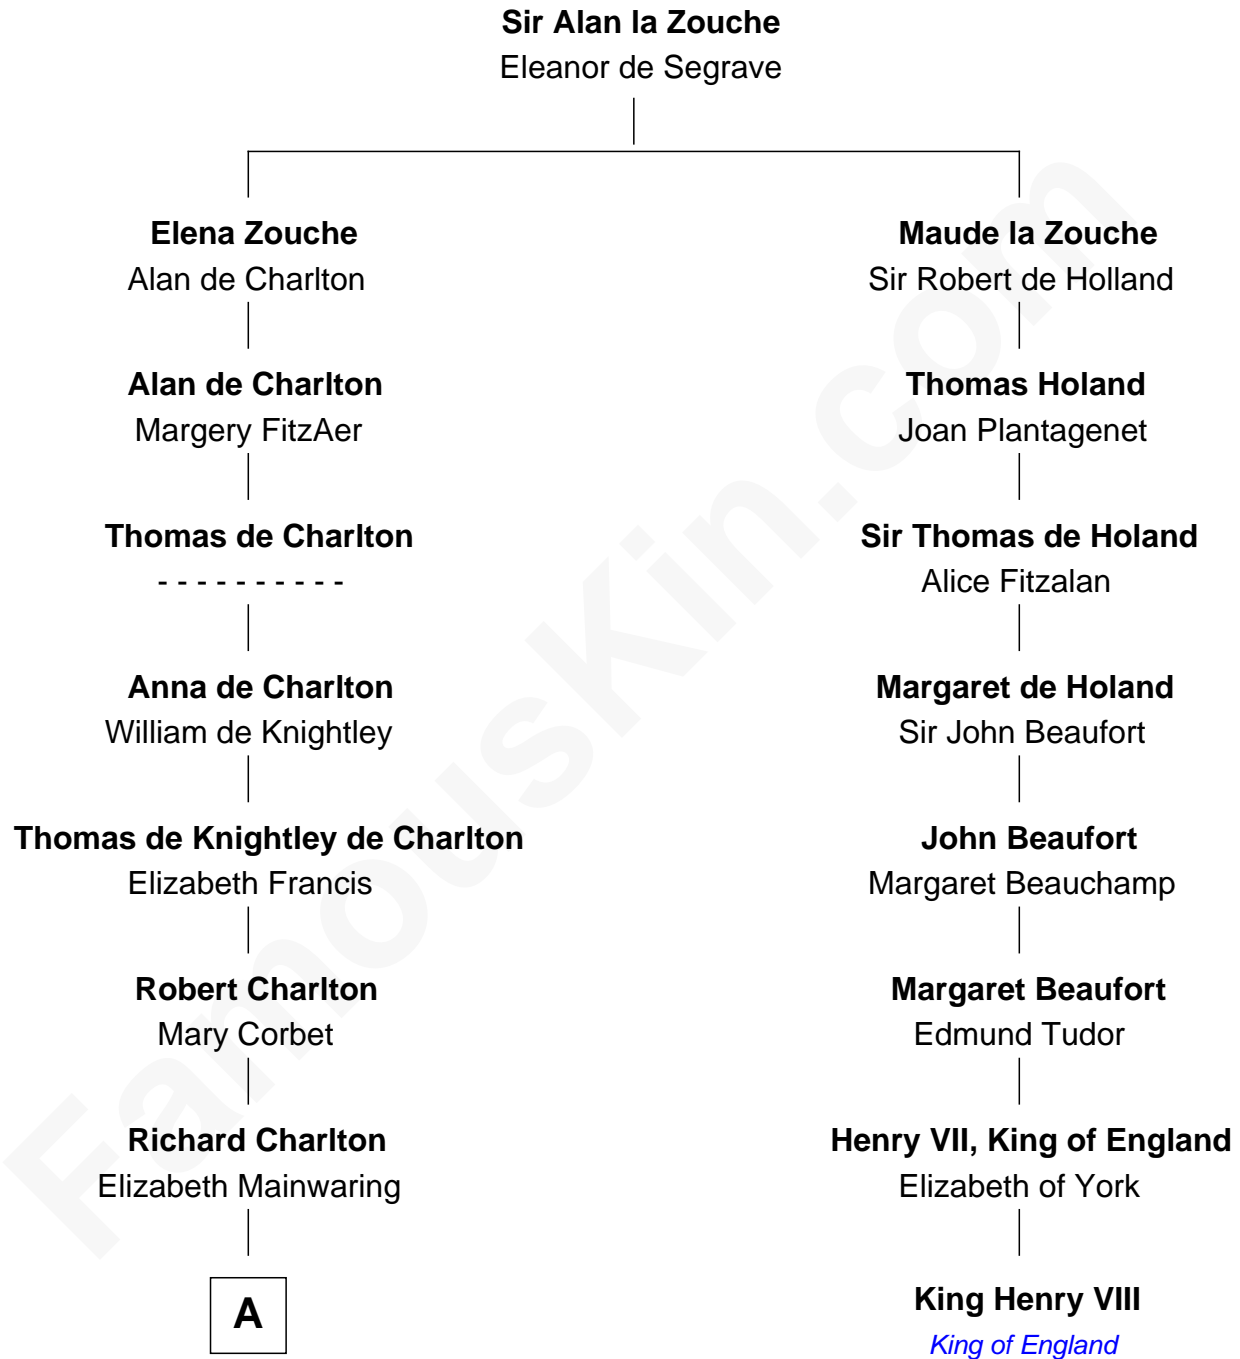 Sir Alan la Zouche
Eleanor de Segrave
Elena Zouche
Alan de Charlton
Alan de Charlton
Margery FitzAer
Thomas de Charlton
- - - - - - - - - -
Anna de Charlton
William de Knightley
Thomas de Knightley de Charlton
Elizabeth Francis
Robert Charlton
Mary Corbet
Richard Charlton
Elizabeth Mainwaring
A
Maude la Zouche
Sir Robert de Holland
Thomas Holand
Joan Plantagenet
Sir Thomas de Holand
Alice Fitzalan
Margaret de Holand
Sir John Beaufort
John Beaufort
Margaret Beauchamp
Margaret Beaufort
Edmund Tudor
Henry VII, King of England
Elizabeth of York
King Henry VIII
King of England
FamousKin.com